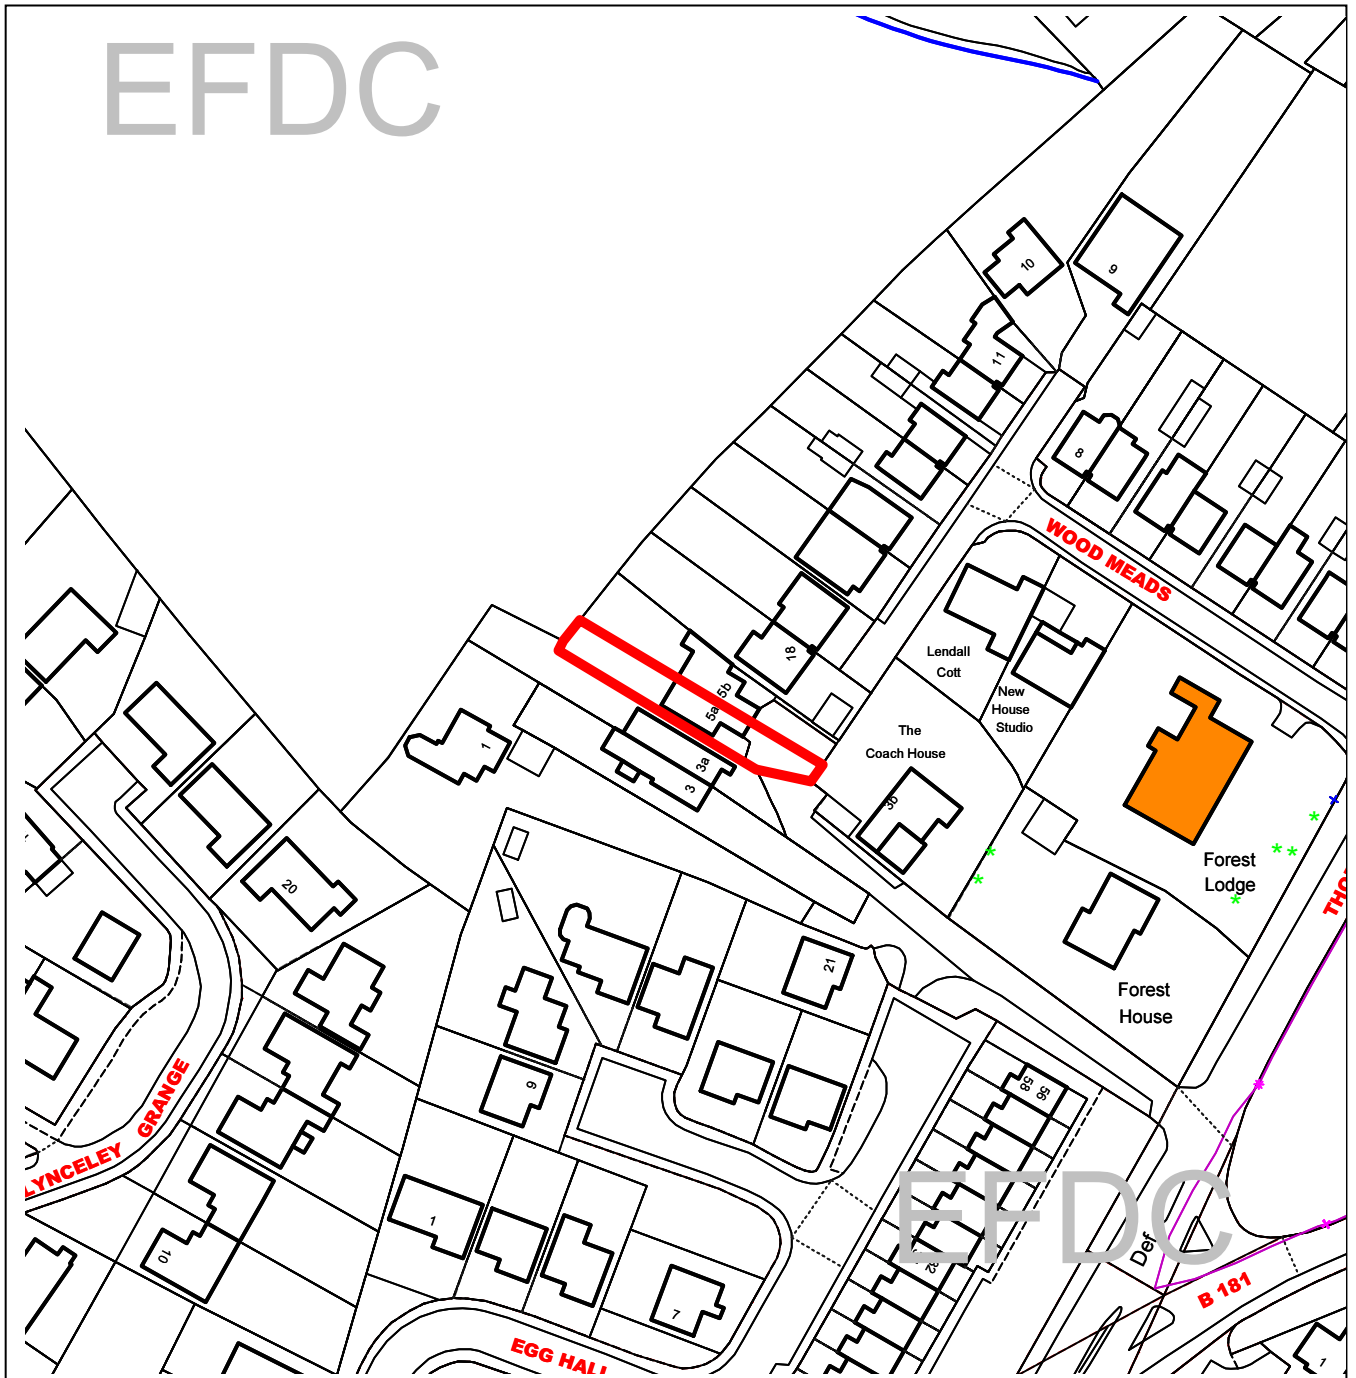 EFDC
10
9
11
8
WOOD MEADS
18
Lendall
Cott
New
House
Studio
5b
5a
The
Coach House
1
3a
3
3b
Forest
Lodge
20
21
Forest
House
58
56
9
LYNCELEY GRANGE
1
10
7
EGG HALL
EFDC
Def
B 181
1